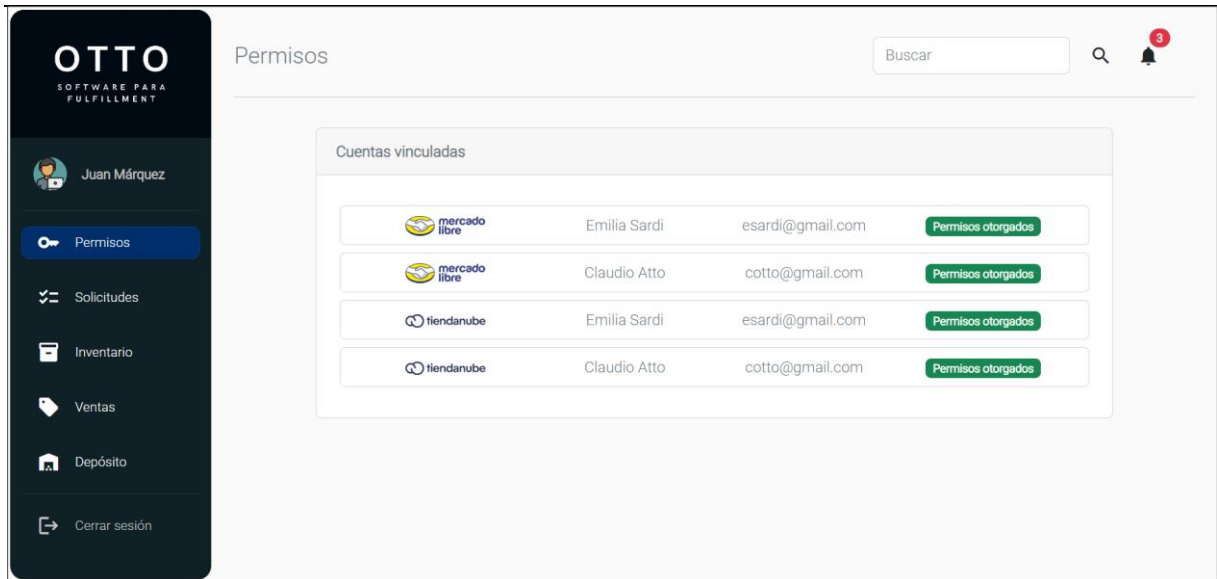 OTTO
SOFTWARE PARA
FULFILLMENT
Juan Márquez
Permisos
Solicitudes
Inventario
Ventas
Depósito
Cerrar sesión
Permisos
Buscar
3
Cuentas vinculadas
mercado
libre
Emilia Sardi esardi@gmail.com Permisos otorgados
mercado
libre
Claudio Atto cotto@gmail.com Permisos otorgados
tiendanube Emilia Sardi esardi@gmail.com Permisos otorgados
tiendanube Claudio Atto cotto@gmail.com Permisos otorgados